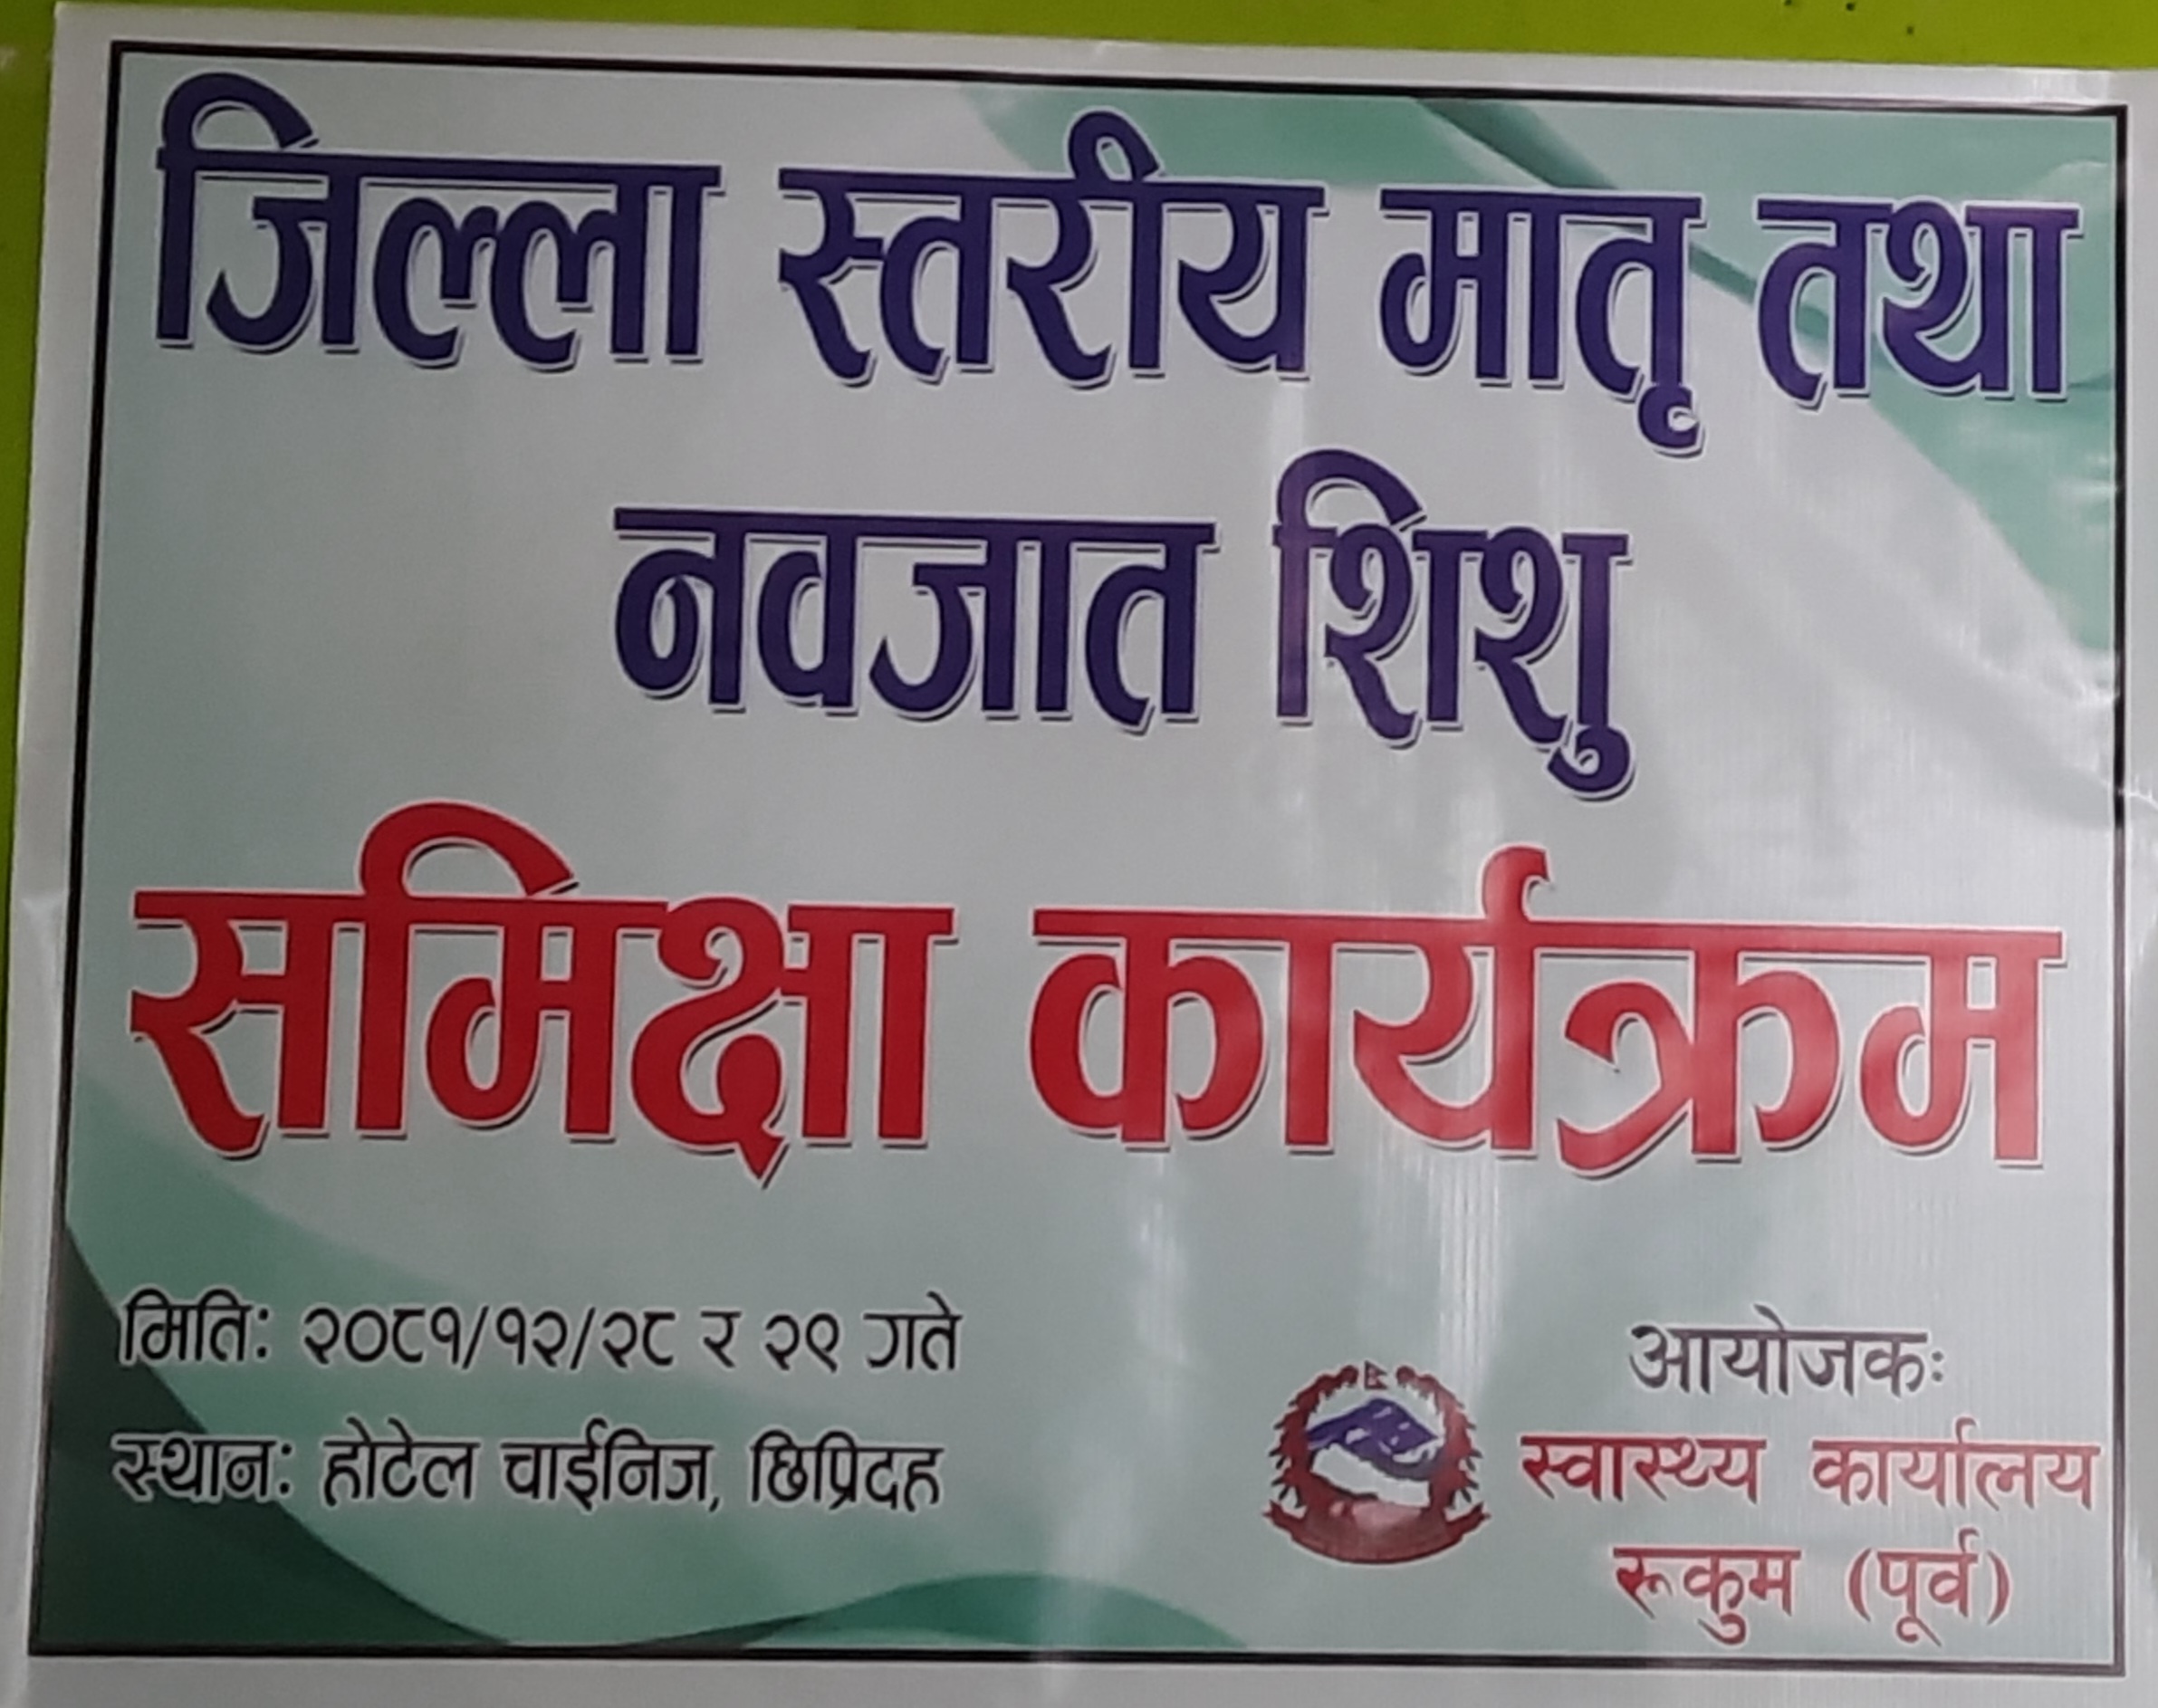 जिल्ला स्तरीय मातृ तथा
नवजात शिशु
समिक्षा कार्यक्रम
मितिः २०८१/१२/२८ र २९ गते
स्थानः होटेल चाईनिज, छिप्रिदह
आयोजकः
स्वास्थ्य कार्यालय
रूकुम (पूर्व)